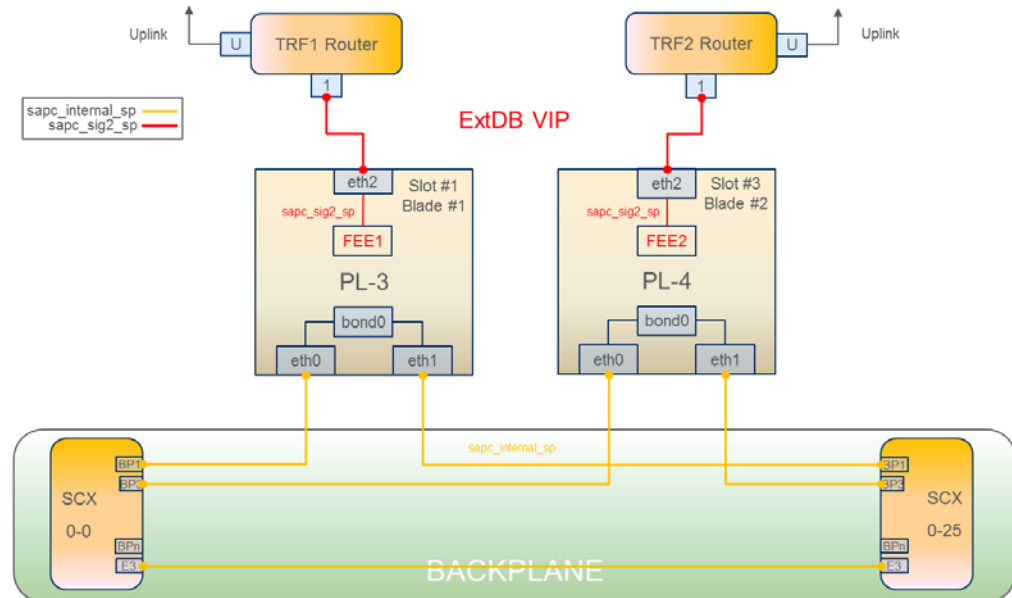 Uplink
U
TRF1 Router
1
TRF2 Router
U
Uplink
1
sapc_internal_sp
sapc_sig2_sp
ExtDB VIP
eth2
Slot #1
Blade #1
sapc_sig2_sp
FEE1
PL-3
bond0
eth0
eth1
eth2
Slot #3
Blade #2
sapc_sig2_sp
FEE2
PL-4
bond0
eth0
eth1
sapc_internal_sp
BP1
BP3
SCX
0-0
BPn
E3
BP1
BP3
SCX
0-25
BPn
E3
BACKPLANE